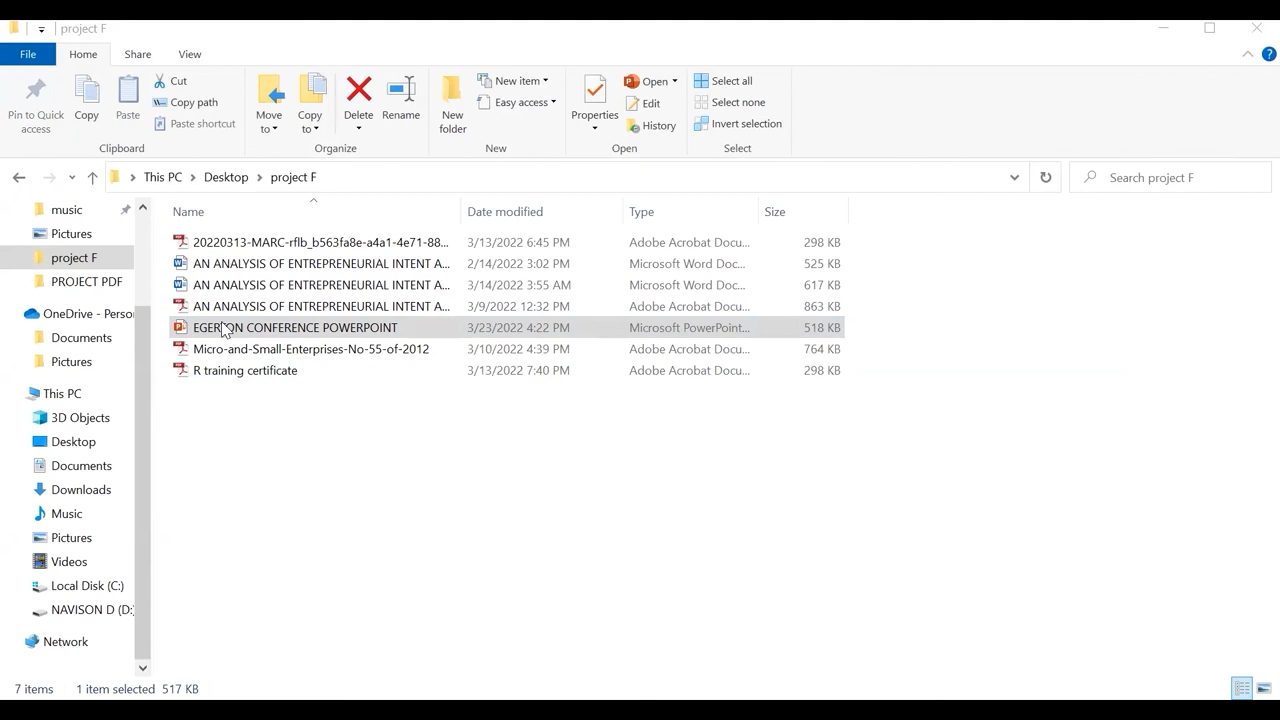 project F
File Home Share View
Pin to Quick access
Copy
Paste
Cut
Copy path
Paste shortcut
Clipboard
Move to
Copy to
Delete
Rename
Organize
New folder
New item
Easy access
New
Properties
Open
Edit
History
Open
Select all
Select none
Invert selection
Select
This PC > Desktop > project F
Search project F
music
Pictures
project F
PROJECT PDF
OneDrive - Perso
Documents
Pictures
This PC
3D Objects
Desktop
Documents
Downloads
Music
Pictures
Videos
Local Disk (C:)
NAVISON D (D:)
Network
Name Date modified Type Size
20220313-MARC-rflb_b563fa8e-a4a1-4e71-88... 3/13/2022 6:45 PM Adobe Acrobat Docu... 298 KB
AN ANALYSIS OF ENTREPRENEURIAL INTENT A... 2/14/2022 3:02 PM Microsoft Word Doc... 525 KB
AN ANALYSIS OF ENTREPRENEURIAL INTENT A... 3/14/2022 3:55 AM Microsoft Word Doc... 617 KB
AN ANALYSIS OF ENTREPRENEURIAL INTENT A... 3/9/2022 12:32 PM Adobe Acrobat Docu... 863 KB
EGERTON CONFERENCE POWERPOINT 3/23/2022 4:22 PM Microsoft PowerPoint... 518 KB
Micro-and-Small-Enterprises-No-55-of-2012 3/10/2022 4:39 PM Adobe Acrobat Docu... 764 KB
R training certificate 3/13/2022 7:40 PM Adobe Acrobat Docu... 298 KB
7 items 1 item selected 517 KB